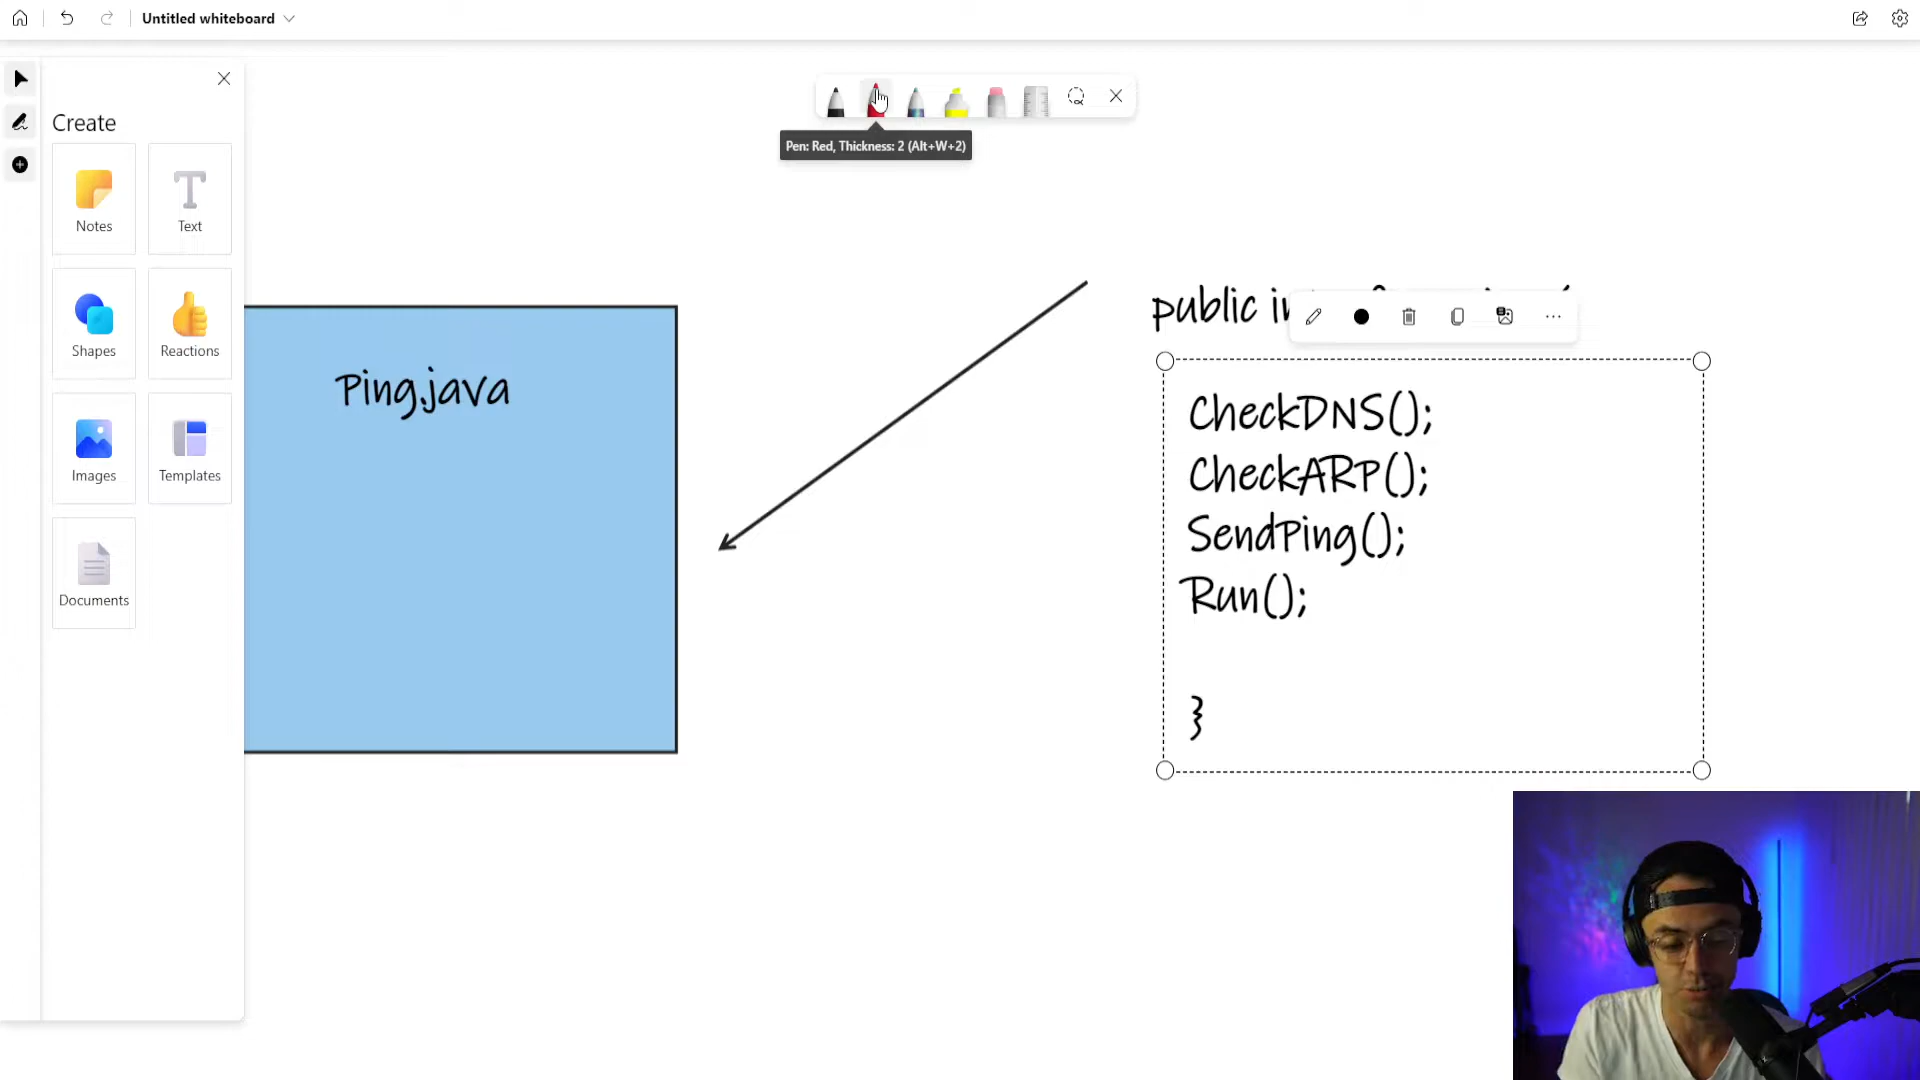 Untitled whiteboard
Create
Notes
Text
Shapes
Reactions
Images
Templates
Documents
Pen: Red, Thickness: 2 (Alt+W+2)
Ping.java
public
CheckDNS();
CheckARP();
SendPing();
Run();
}